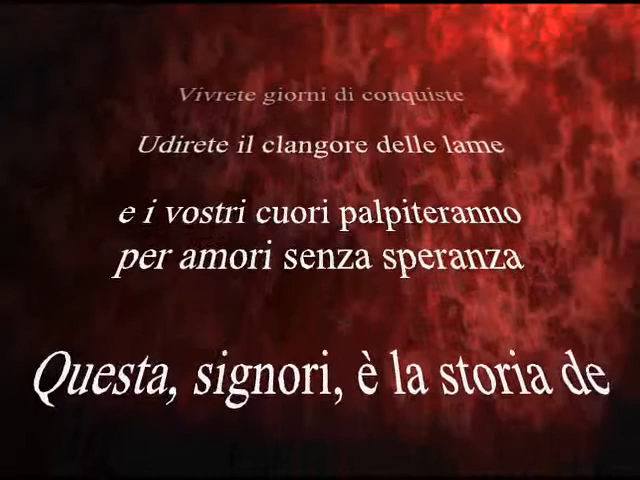 Vivrete giorni di conquiste
Udirete il clangore delle lame
e i vostri cuori palpiteranno
per amori senza speranza
Questa, signori, è la storia de